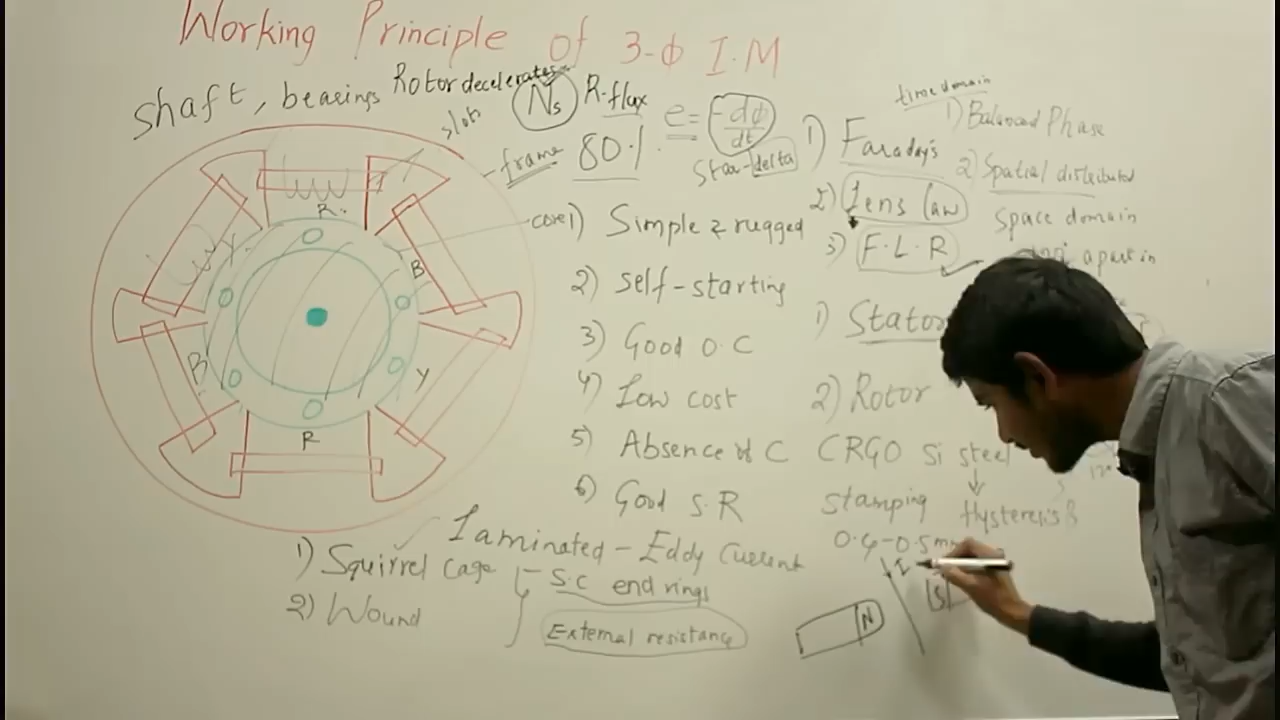 Working Principle of 3-φ I.M
shaft, bearings Rotor decelerates
Ns R-flux
e = -dφ/dt
time domain
1) Balanced Phase
slots
frame 80%
Star-delta
1) Faraday's
2) Spatial distributed
space domain
apart in
core
1) Simple & rugged
2) Lens law
3) F.L.R
2) Self-starting
1) Stator
3) Good O.C
4) Low cost
2) Rotor
5) Absence of C
CRGO Si steel
6) Good S.R
stamping
Hysteresis &
0.4-0.5mm
Laminated - Eddy Current
1) Squirrel cage - S.C end rings
2) Wound
External resistance
R
Y
B
B
Y
R
N
S